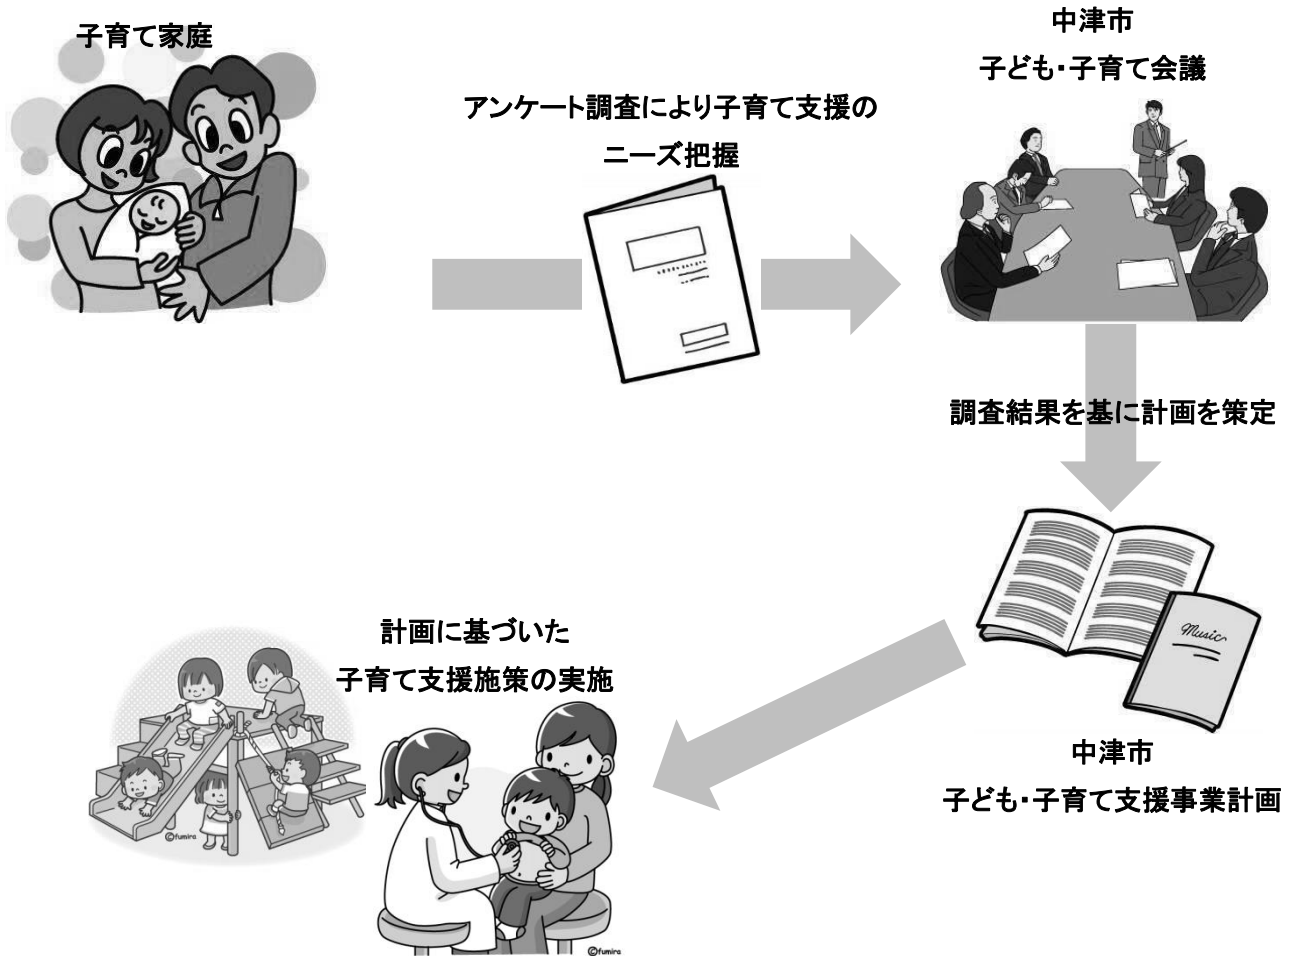 子育て家庭
アンケート調査により子育て支援の
ニーズ把握
中津市
子ども・子育て会議
調査結果を基に計画を策定
Music
中津市
子ども・子育て支援事業計画
計画に基づいた
子育て支援施策の実施
©fumira
©fumira